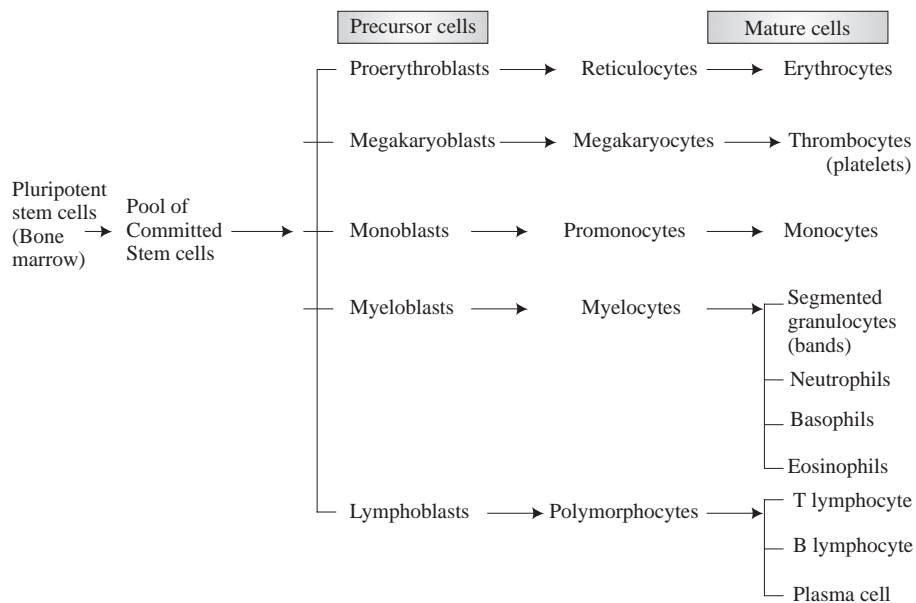 Precursor cells
Mature cells
Proerythroblasts
Reticulocytes
Erythrocytes
Megakaryoblasts
Megakaryocytes
Thrombocytes
(platelets)
Pluripotent
stem cells
(Bone
marrow)
Pool of
Committed
Stem cells
Monoblasts
Promonocytes
Monocytes
Myeloblasts
Myelocytes
Segmented
granulocytes
(bands)
Neutrophils
Basophils
Eosinophils
Lymphoblasts
Polymorphocytes
T lymphocyte
B lymphocyte
Plasma cell